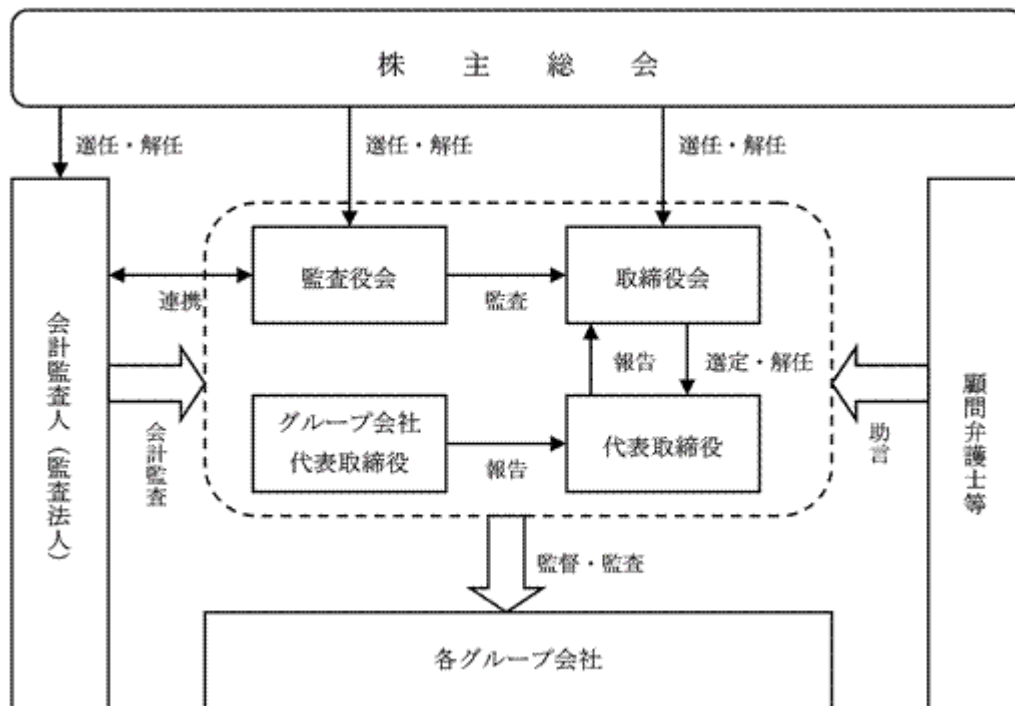 株主総会
選任・解任
選任・解任
選任・解任
監査役会
取締役会
連携
監査
会計監査人(監査法人)
会計監査
報告
選定・解任
グループ会社
代表取締役
報告
代表取締役
助言
顧問弁護士等
監督・監査
各グループ会社